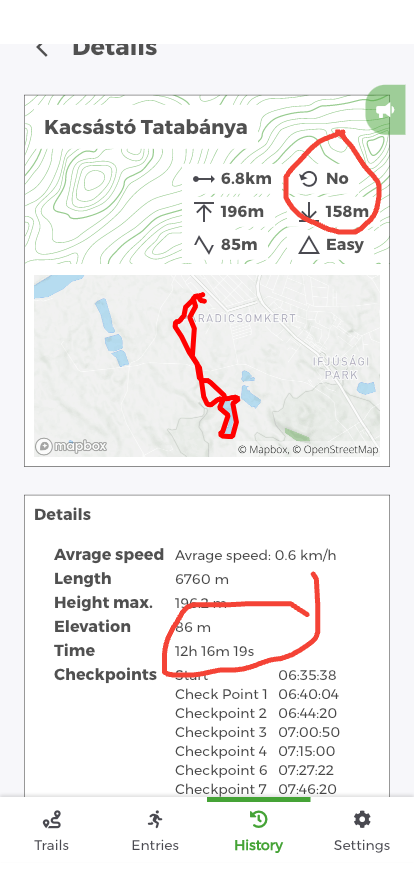 Details
Kacsástó Tatabánya
6.8km No
196m 158m
85m Easy
RADICSOMKERT
IFJÚSÁGI
PARK
mapbox
© Mapbox, © OpenStreetMap
Details
Avrage speed Avrage speed: 0.6 km/h
Length 6760 m
Height max. 196.2 m
Elevation 86 m
Time 12h 16m 19s
Checkpoints Start 06:35:38
Check Point 1 06:40:04
Checkpoint 2 06:44:20
Checkpoint 3 07:00:50
Checkpoint 4 07:15:00
Checkpoint 6 07:27:22
Checkpoint 7 07:46:20
Trails Entries History Settings